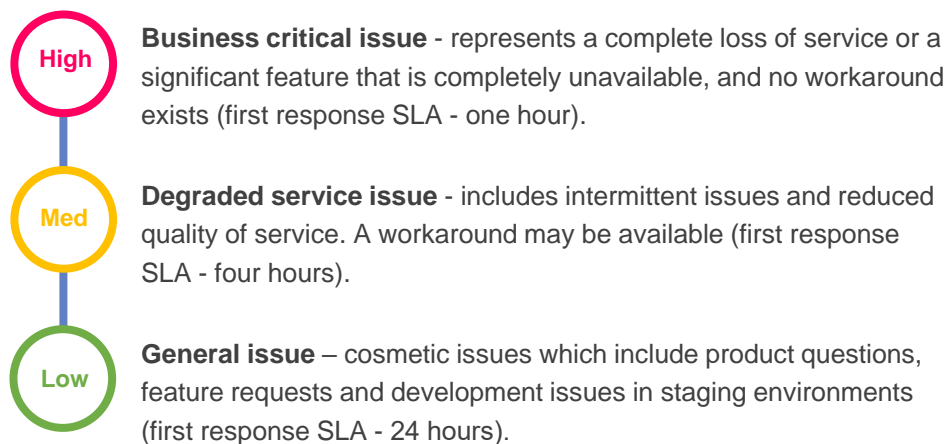 High
Business critical issue - represents a complete loss of service or a
significant feature that is completely unavailable, and no workaround
exists (first response SLA - one hour).
Med
Degraded service issue - includes intermittent issues and reduced
quality of service. A workaround may be available (first response
SLA - four hours).
Low
General issue – cosmetic issues which include product questions,
feature requests and development issues in staging environments
(first response SLA - 24 hours).